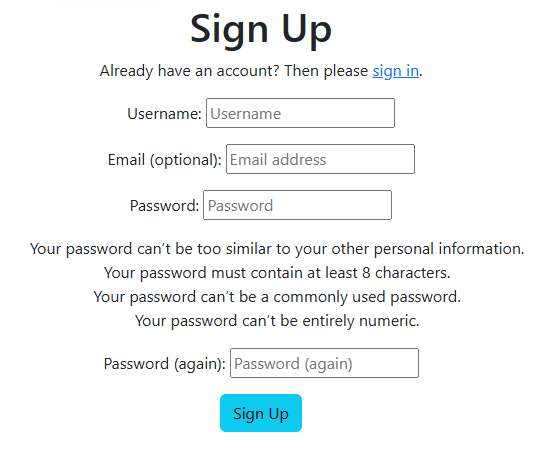 Sign Up
Already have an account? Then please sign in.
Username: Username
Email (optional): Email address
Password: Password
Your password can’t be too similar to your other personal information.
Your password must contain at least 8 characters.
Your password can’t be a commonly used password.
Your password can’t be entirely numeric.
Password (again): Password (again)
Sign Up